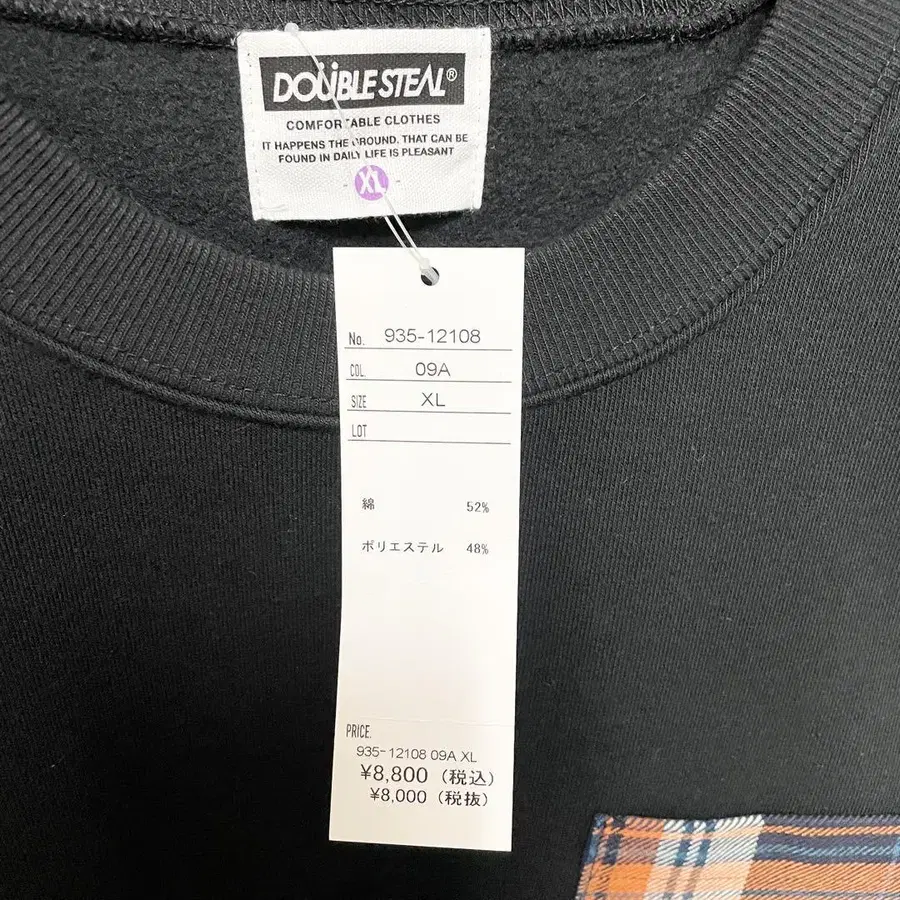 DOUBLE STEAL®
COMFORTABLE CLOTHES
IT HAPPENS THE GROUND, THAT CAN BE
FOUND IN DAILY LIFE IS PLEASANT
XL
No. 935-12108
COL. 09A
SIZE XL
LOT
綿 52%
ポリエステル 48%
PRICE.
935-12108 09A XL
¥8,800 (税込)
¥8,000 (税抜)